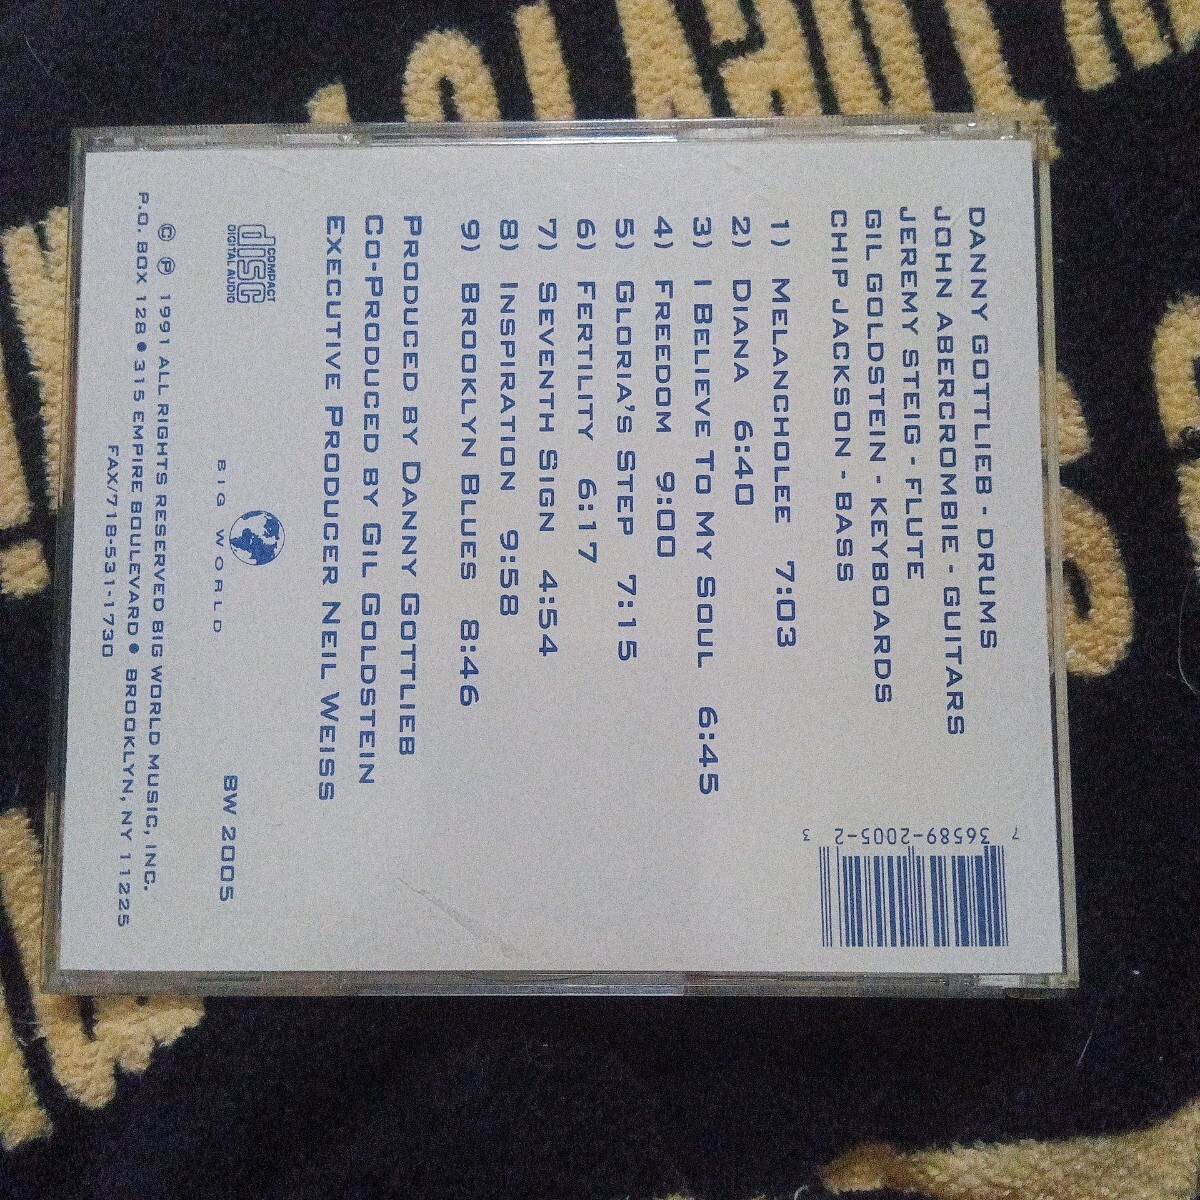 DANNY GOTTLIEB - DRUMS
JOHN ABERCROMBIE - GUITARS
JEREMY STEIG - FLUTE
GIL GOLDSTEIN - KEYBOARDS
CHIP JACKSON - BASS
1) MELANCHOLEE 7:03
2) DIANA 6:40
3) I BELIEVE TO MY SOUL 6:45
4) FREEDOM 9:00
5) GLORIA'S STEP 7:15
6) FERTILITY 6:17
7) SEVENTH SIGN 4:54
8) INSPIRATION 9:58
9) BROOKLYN BLUES 8:46
PRODUCED BY DANNY GOTTLIEB
CO-PRODUCED BY GIL GOLDSTEIN
EXECUTIVE PRODUCER NEIL WEISS
COMPACT
disc
DIGITAL AUDIO
BIG WORLD
BW 2005
© ℗ 1991 ALL RIGHTS RESERVED BIG WORLD MUSIC, INC.
P.O. BOX 128 • 315 EMPIRE BOULEVARD • BROOKLYN, NY 11225
FAX/718-531-1730
7 36589-2005-2 3